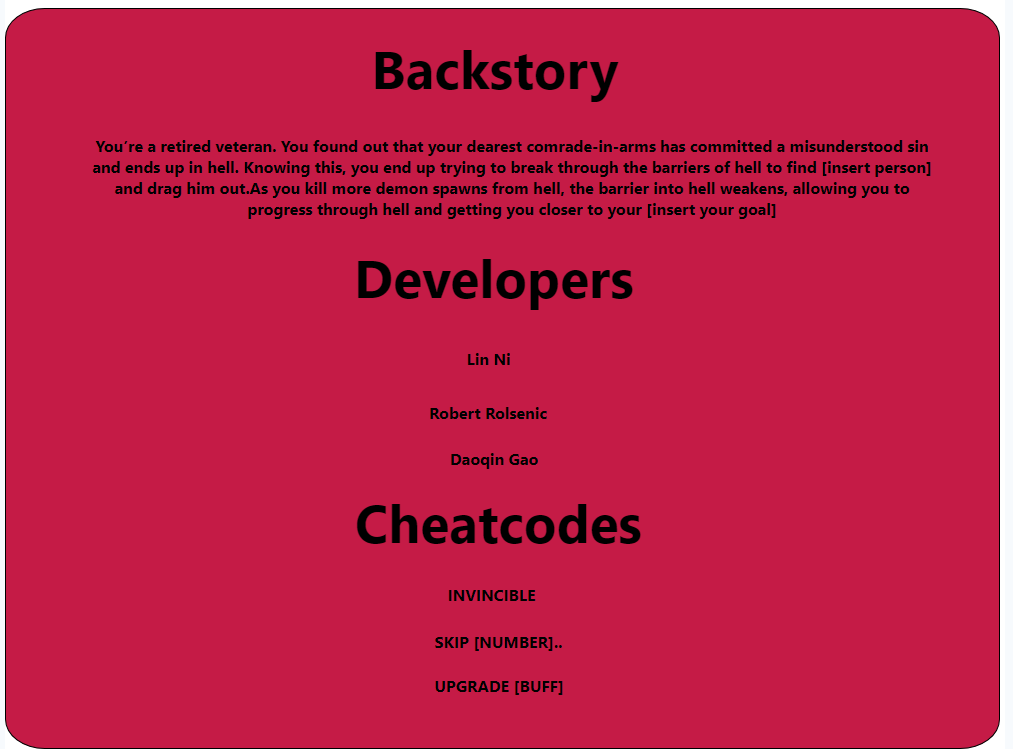 Backstory
You're a retired veteran. You found out that your dearest comrade-in-arms has committed a misunderstood sin
and ends up in hell. Knowing this, you end up trying to break through the barriers of hell to find [insert person]
and drag him out.As you kill more demon spawns from hell, the barrier into hell weakens, allowing you to
progress through hell and getting you closer to your [insert your goal]
Developers
Lin Ni
Robert Rolsenic
Daoqin Gao
Cheatcodes
INVINCIBLE
SKIP [NUMBER]..
UPGRADE [BUFF]